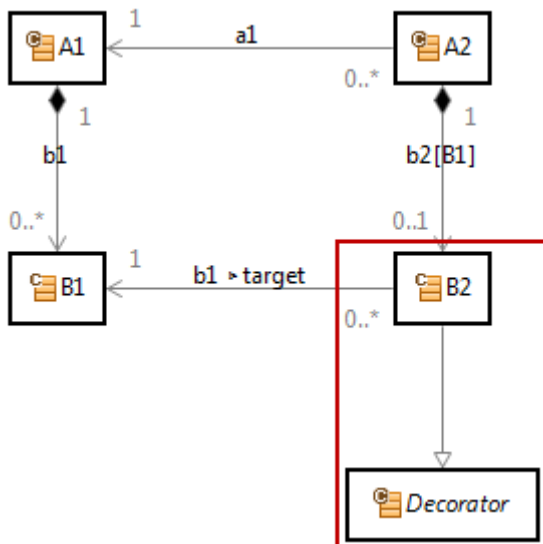 1
a1
A1
A2
0..*
1
1
b1
b2[B1]
0..*
0..1
1
B1
b1 ▸ target
B2
0..*
Decorator